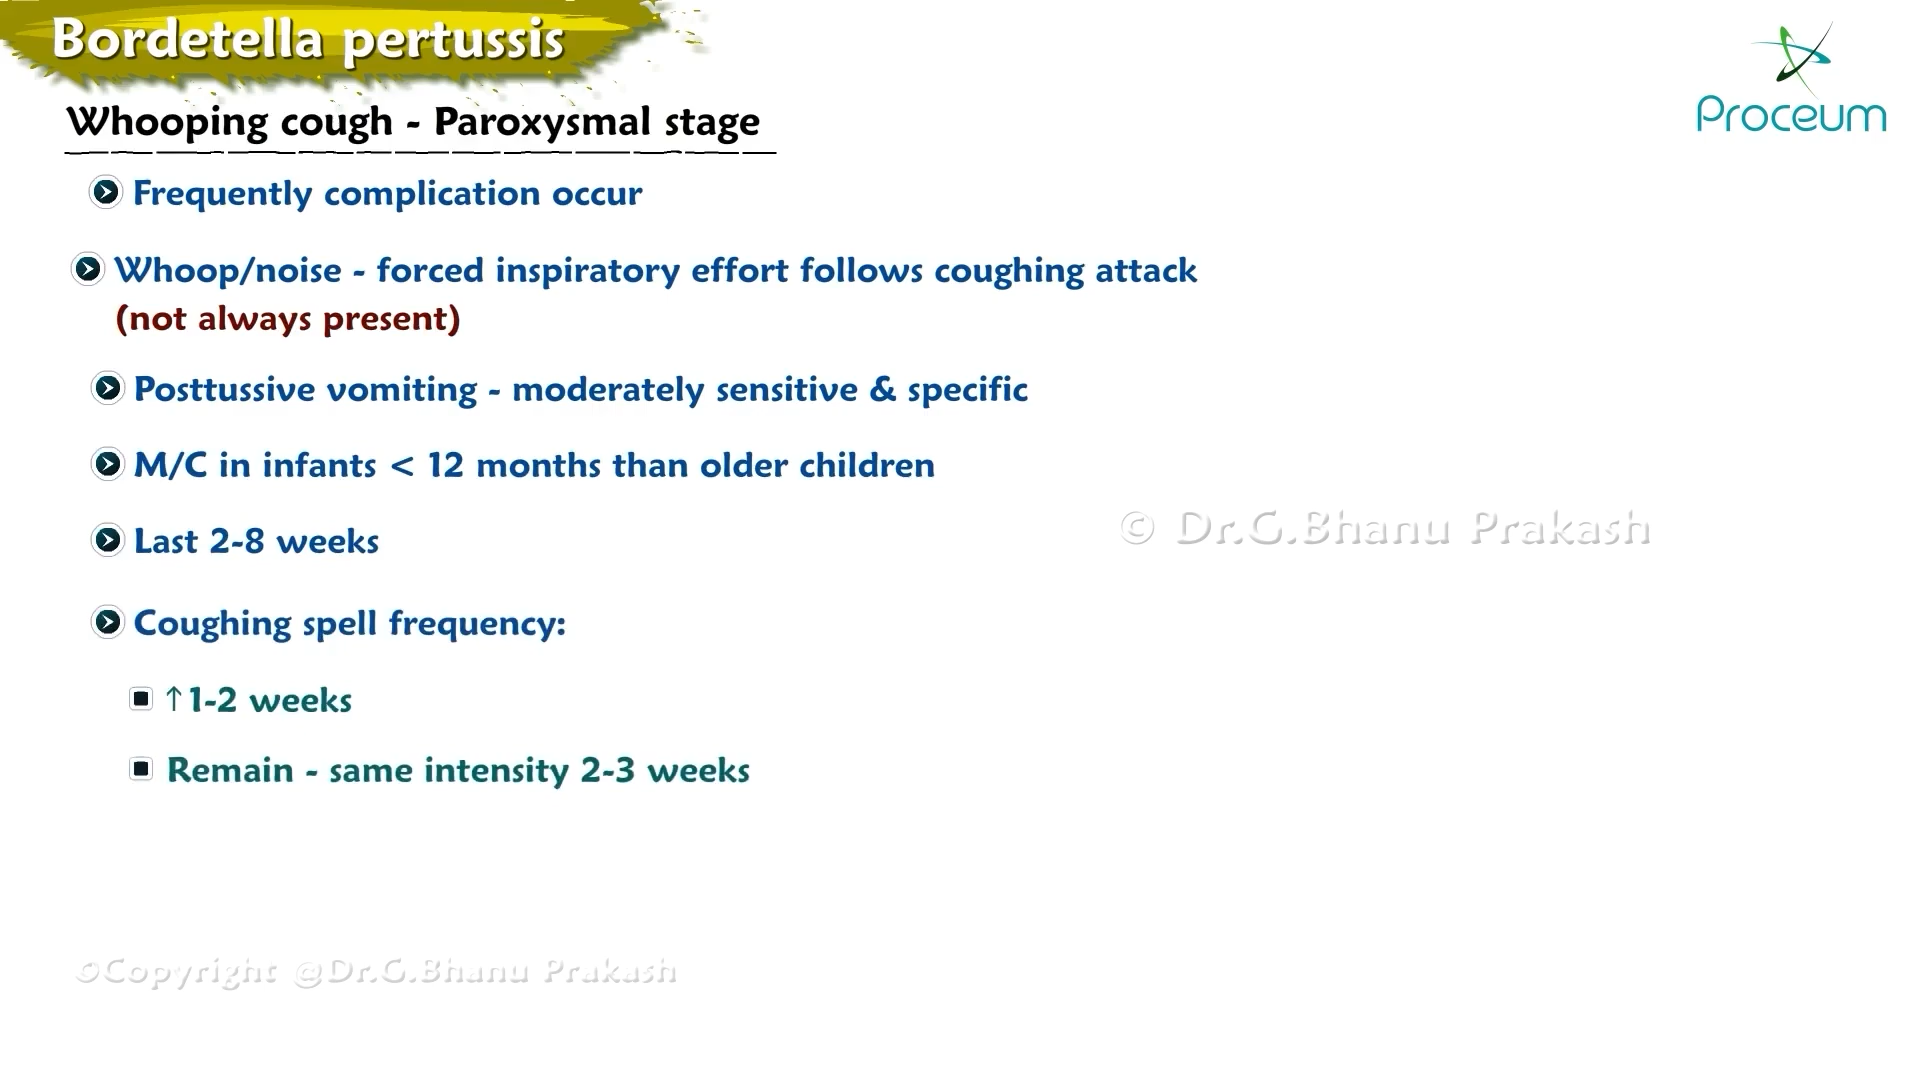 Bordetella pertussis
Proceum
Whooping cough - Paroxysmal stage
Frequently complication occur
Whoop/noise - forced inspiratory effort follows coughing attack
(not always present)
Posttussive vomiting - moderately sensitive & specific
M/C in infants < 12 months than older children
Last 2-8 weeks
© Dr.G.Bhanu Prakash
Coughing spell frequency:
↑1-2 weeks
Remain - same intensity 2-3 weeks
©Copyright @Dr.G.Bhanu Prakash